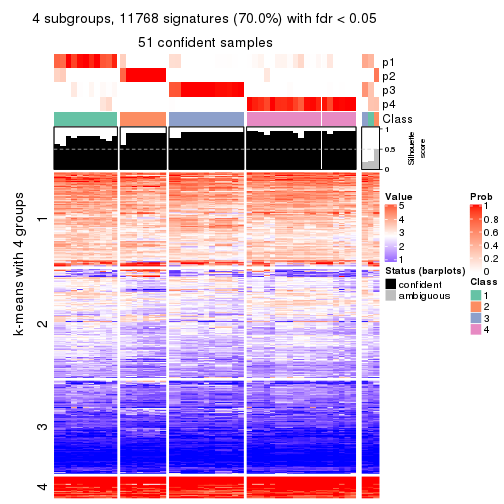 4 subgroups, 11768 signatures (70.0%) with fdr < 0.05
51 confident samples
p1
p2
p3
p4
Class
1
0.5
0
Silhouette
score
k-means with 4 groups
1
2
3
4
Value
5
4
3
2
1
Status (barplots)
confident
ambiguous
Prob
1
0.8
0.6
0.4
0.2
0
Class
1
2
3
4